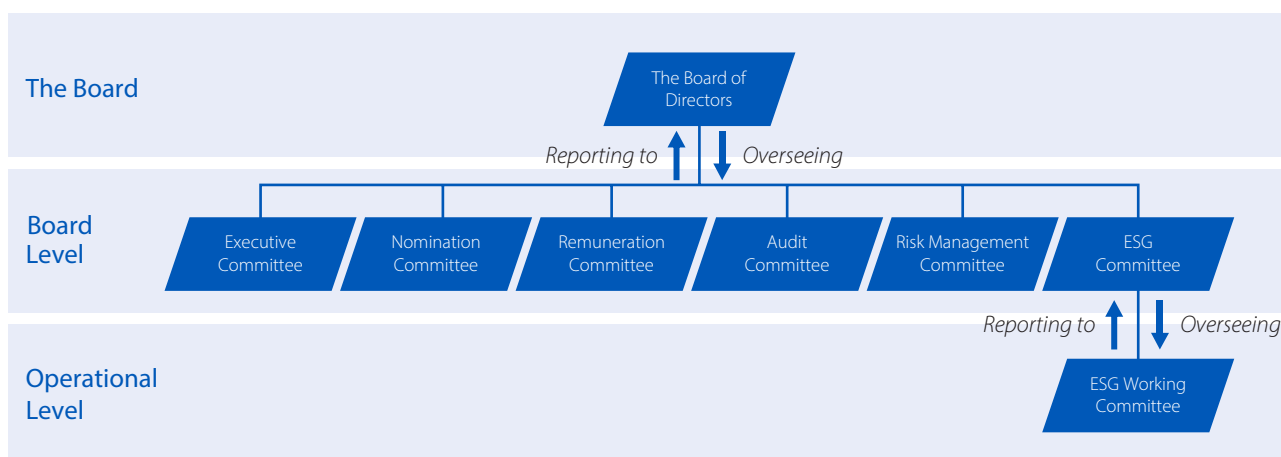 The Board
The Board of
Directors
Reporting to
Overseeing
Board
Level
Executive
Committee
Nomination
Committee
Remuneration
Committee
Audit
Committee
Risk Management
Committee
ESG
Committee
Reporting to
Overseeing
Operational
Level
ESG Working
Committee